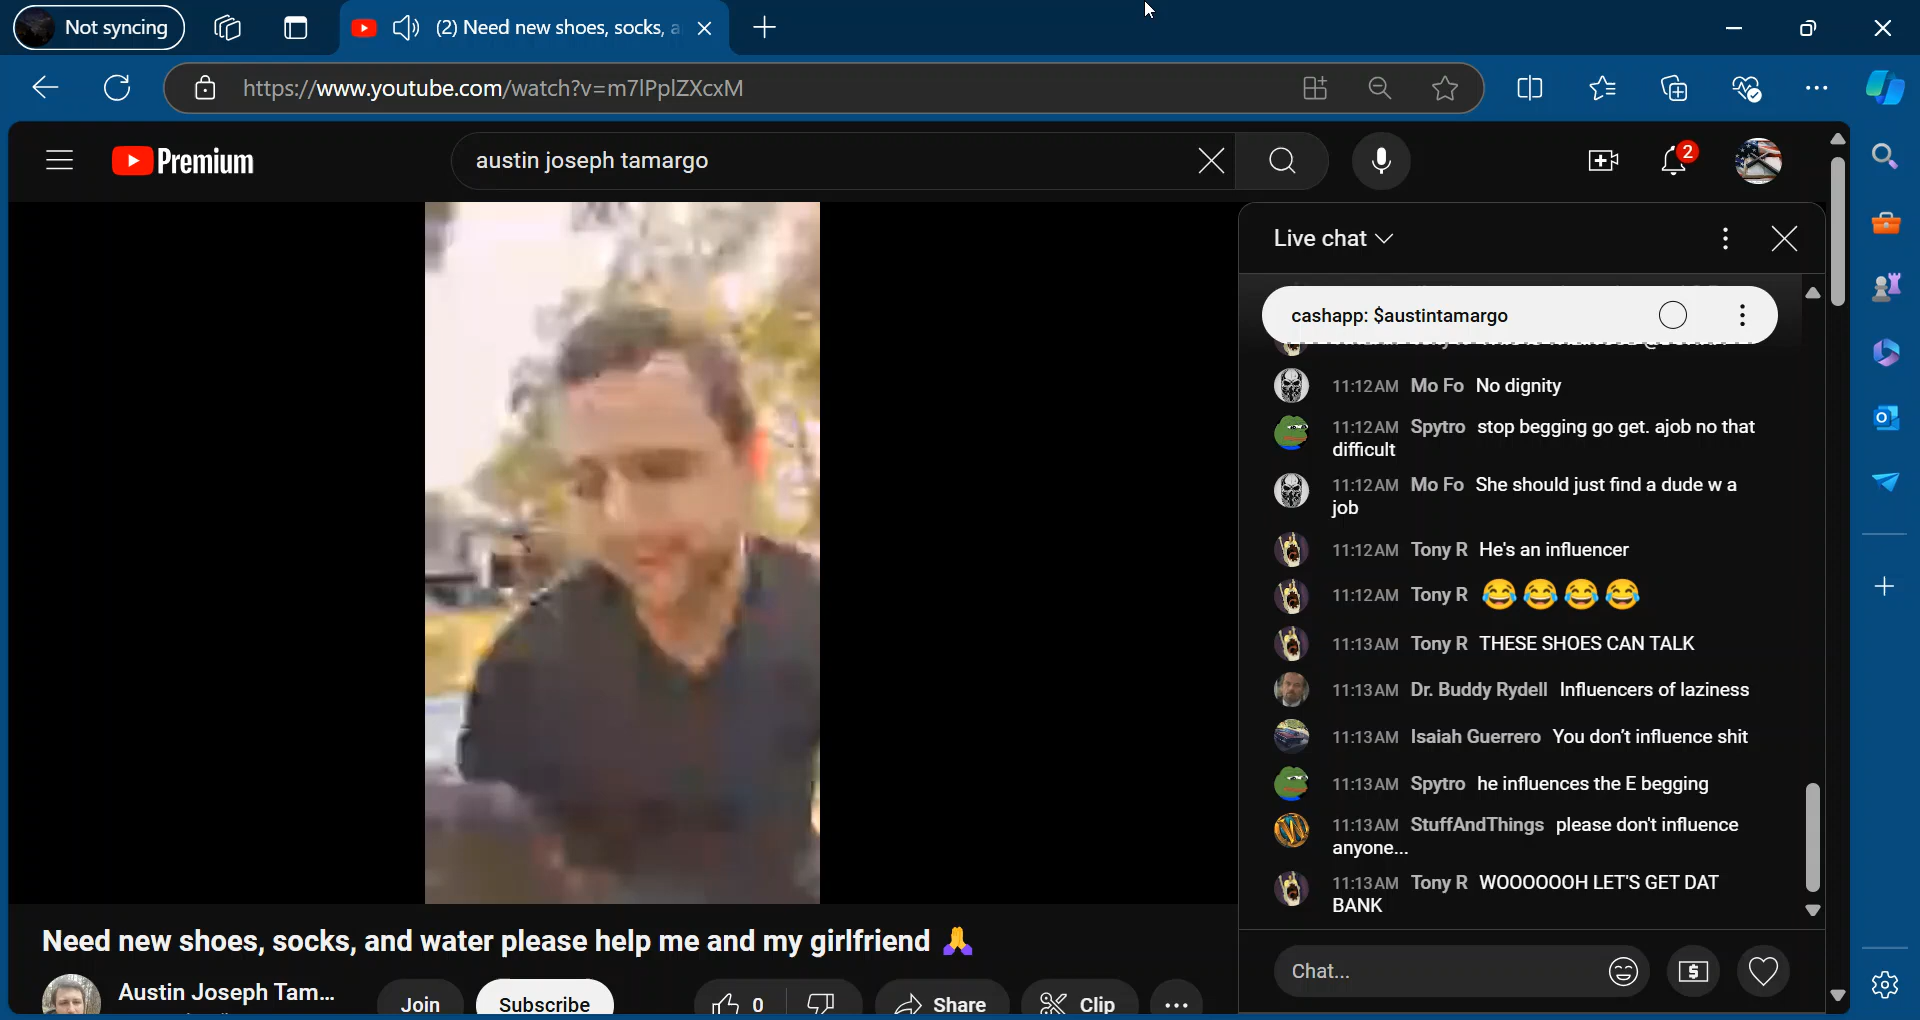 Not syncing
(2) Need new shoes, socks, a
https://www.youtube.com/watch?v=m7lPplZXcxM
Premium
austin joseph tamargo
2
Live chat
cashapp: $austintamargo
11:12AM Mo Fo No dignity
11:12AM Spytro stop begging go get. ajob no that
difficult
11:12AM Mo Fo She should just find a dude w a
job
11:12AM Tony R He's an influencer
11:12AM Tony R 😂😂😂😂
11:13AM Tony R THESE SHOES CAN TALK
11:13AM Dr. Buddy Rydell Influencers of laziness
11:13AM Isaiah Guerrero You don't influence shit
11:13AM Spytro he influences the E begging
11:13AM StuffAndThings please don't influence
anyone...
11:13AM Tony R WOOOOOOH LET'S GET DAT
BANK
Chat...
Need new shoes, socks, and water please help me and my girlfriend 🙏
Austin Joseph Tam...
Join
Subscribe
0
Share
Clip